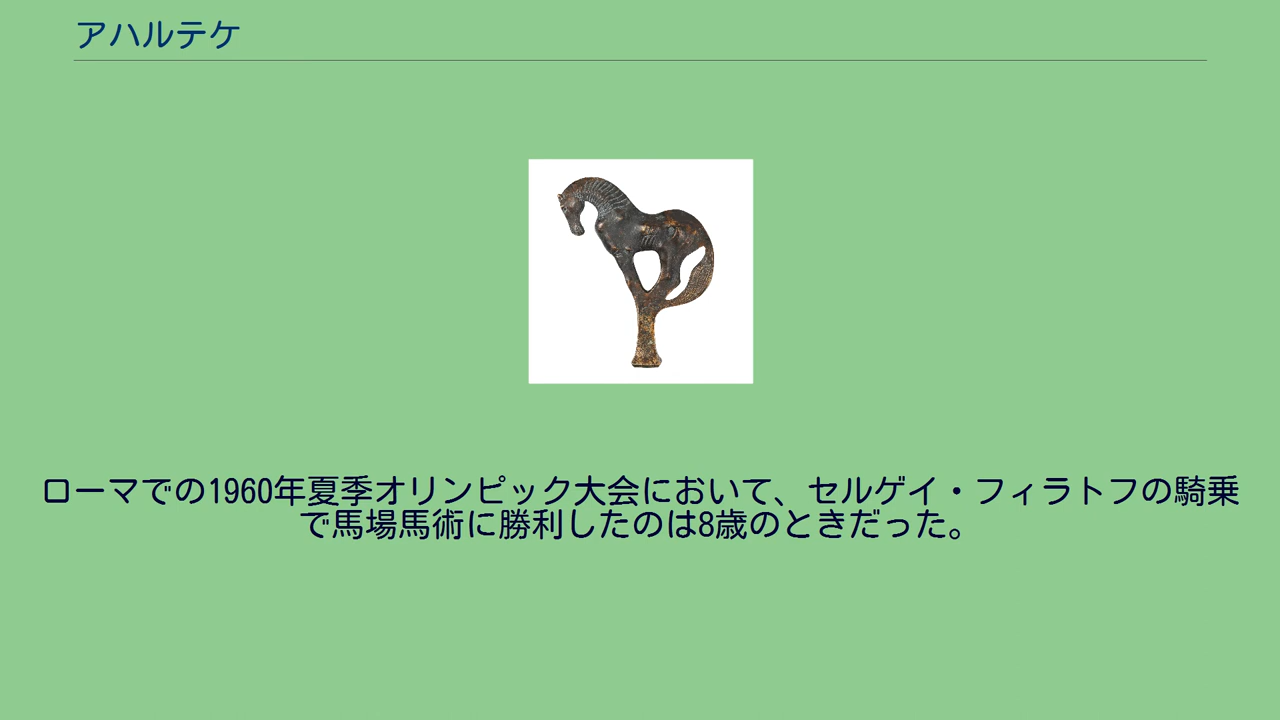 アハルテケ
ローマでの1960年夏季オリンピック大会において、セルゲイ・フィラトフの騎乗
で馬場馬術に勝利したのは8歳のときだった。